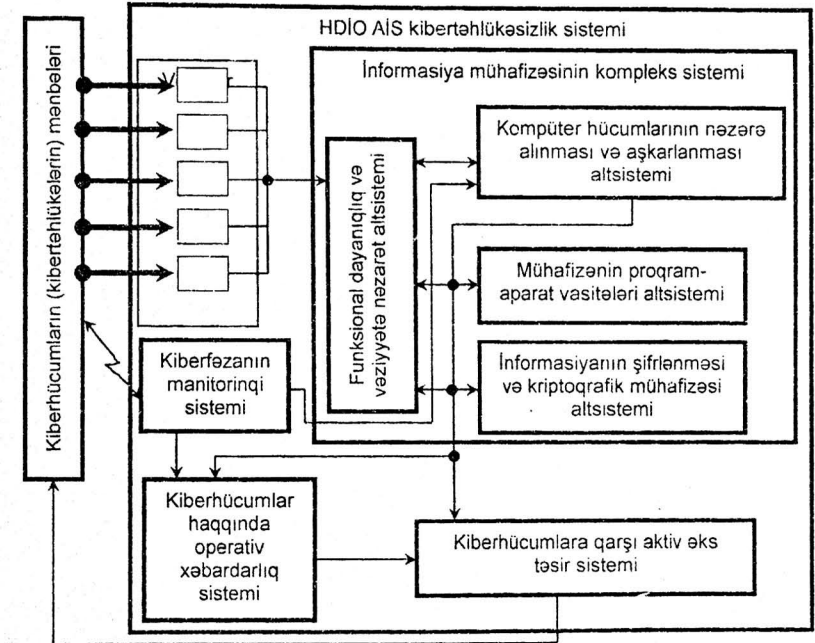 HDİO AİS kibertəhlükəsizlik sistemi
Kiberhücumların (kibertəhlükələrin) mənbələri
İnformasiya mühafizəsinin kompleks sistemi
Funksional dayanıqlıq və
vəziyyətə nəzarət altsistemi
Kompüter hücumlarının nəzərə
alınması və aşkarlanması
altsistemi
Mühafizənin proqram-
aparat vasitələri altsistemi
İnformasiyanın şifrlənməsi
və kriptoqrafik mühafizəsi
altsistemi
Kiberfəzanın
manitorinqi
sistemi
Kiberhücumlar
haqqında
operativ
xəbardarlıq
sistemi
Kiberhücumlara qarşı aktiv əks
təsir sistemi